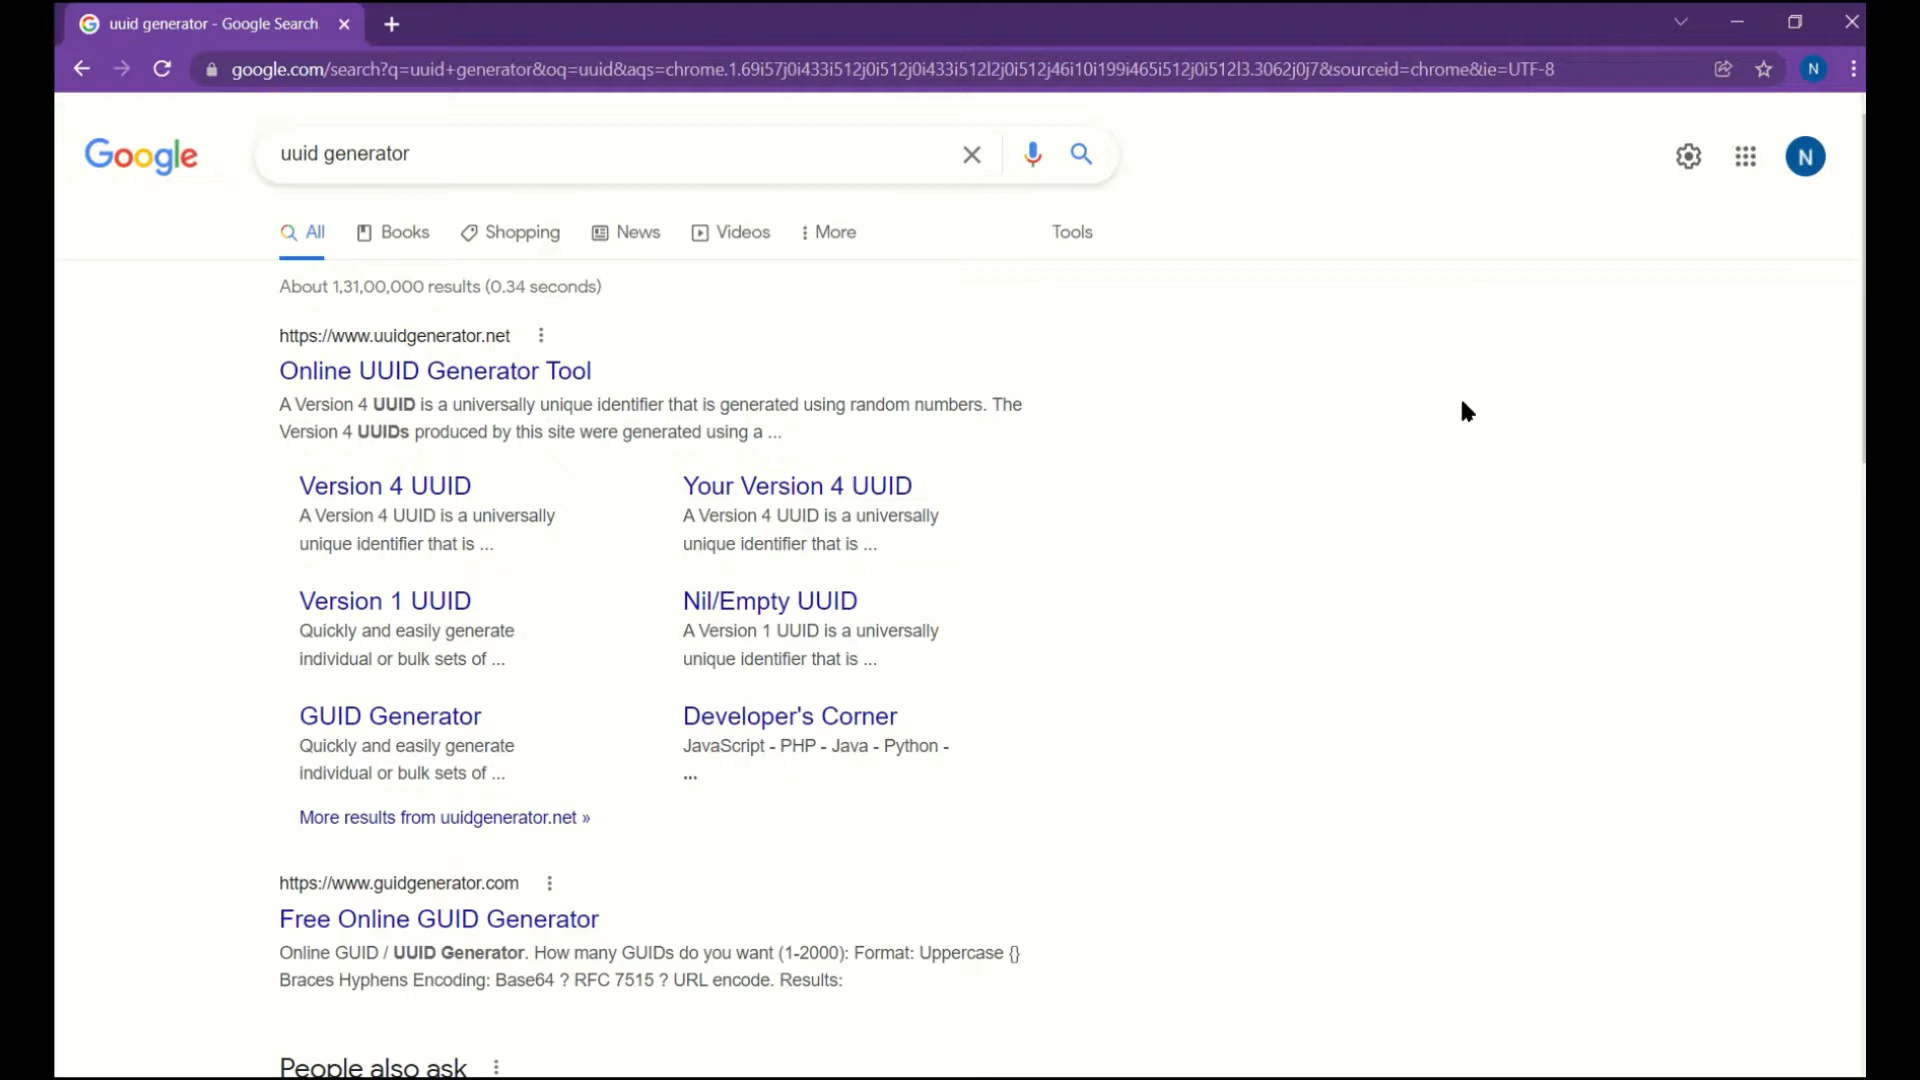 uuid generator - Google Search
google.com/search?q=uuid+generator&oq=uuid&aqs=chrome.1.69i57j0i433i512j0i512j0i433i512l2j0i512j46i10i199i465i512j0i512l3.3062j0j7&sourceid=chrome&ie=UTF-8
N
Google
uuid generator
N
All
Books
Shopping
News
Videos
More
Tools
About 1,31,00,000 results (0.34 seconds)
https://www.uuidgenerator.net
Online UUID Generator Tool
A Version 4 UUID is a universally unique identifier that is generated using random numbers. The
Version 4 UUIDs produced by this site were generated using a ...
Version 4 UUID
A Version 4 UUID is a universally
unique identifier that is ...
Your Version 4 UUID
A Version 4 UUID is a universally
unique identifier that is ...
Version 1 UUID
Quickly and easily generate
individual or bulk sets of ...
Nil/Empty UUID
A Version 1 UUID is a universally
unique identifier that is ...
GUID Generator
Quickly and easily generate
individual or bulk sets of ...
Developer's Corner
JavaScript - PHP - Java - Python -
...
More results from uuidgenerator.net »
https://www.guidgenerator.com
Free Online GUID Generator
Online GUID / UUID Generator. How many GUIDs do you want (1-2000): Format: Uppercase {}
Braces Hyphens Encoding: Base64 ? RFC 7515 ? URL encode. Results:
People also ask